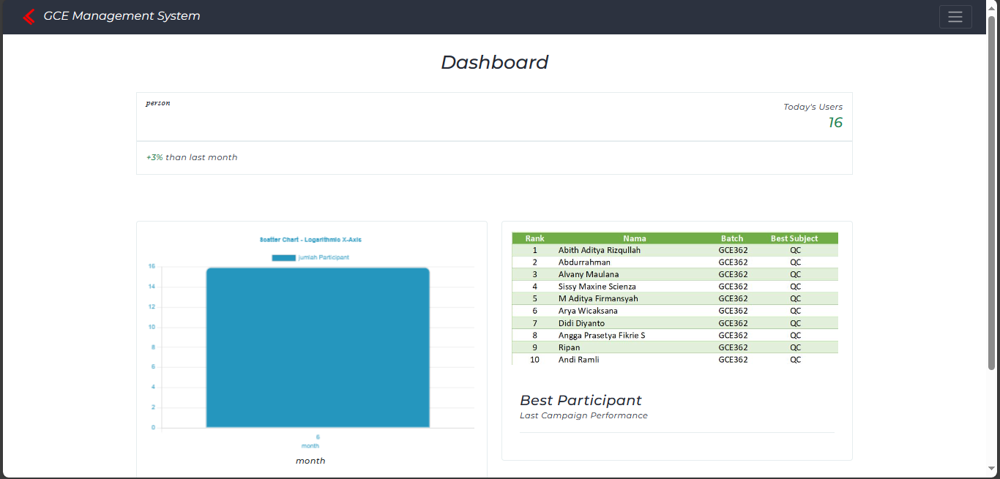 GCE Management System
Dashboard
person
Today's Users
16
+3% than last month
Scatter Chart - Logarithmic X-Axis
jumlah Participant
16
14
12
10
8
6
4
2
0
6
month
month
Rank Nama Batch Best Subject
1 Abith Aditya Rizqullah GCE362 QC
2 Abdurrahman GCE362 QC
3 Alvany Maulana GCE362 QC
4 Sissy Maxine Scienza GCE362 QC
5 M Aditya Firmansyah GCE362 QC
6 Arya Wicaksana GCE362 QC
7 Didi Diyanto GCE362 QC
8 Angga Prasetya Fikrie S GCE362 QC
9 Ripan GCE362 QC
10 Andi Ramli GCE362 QC
Best Participant
Last Campaign Performance